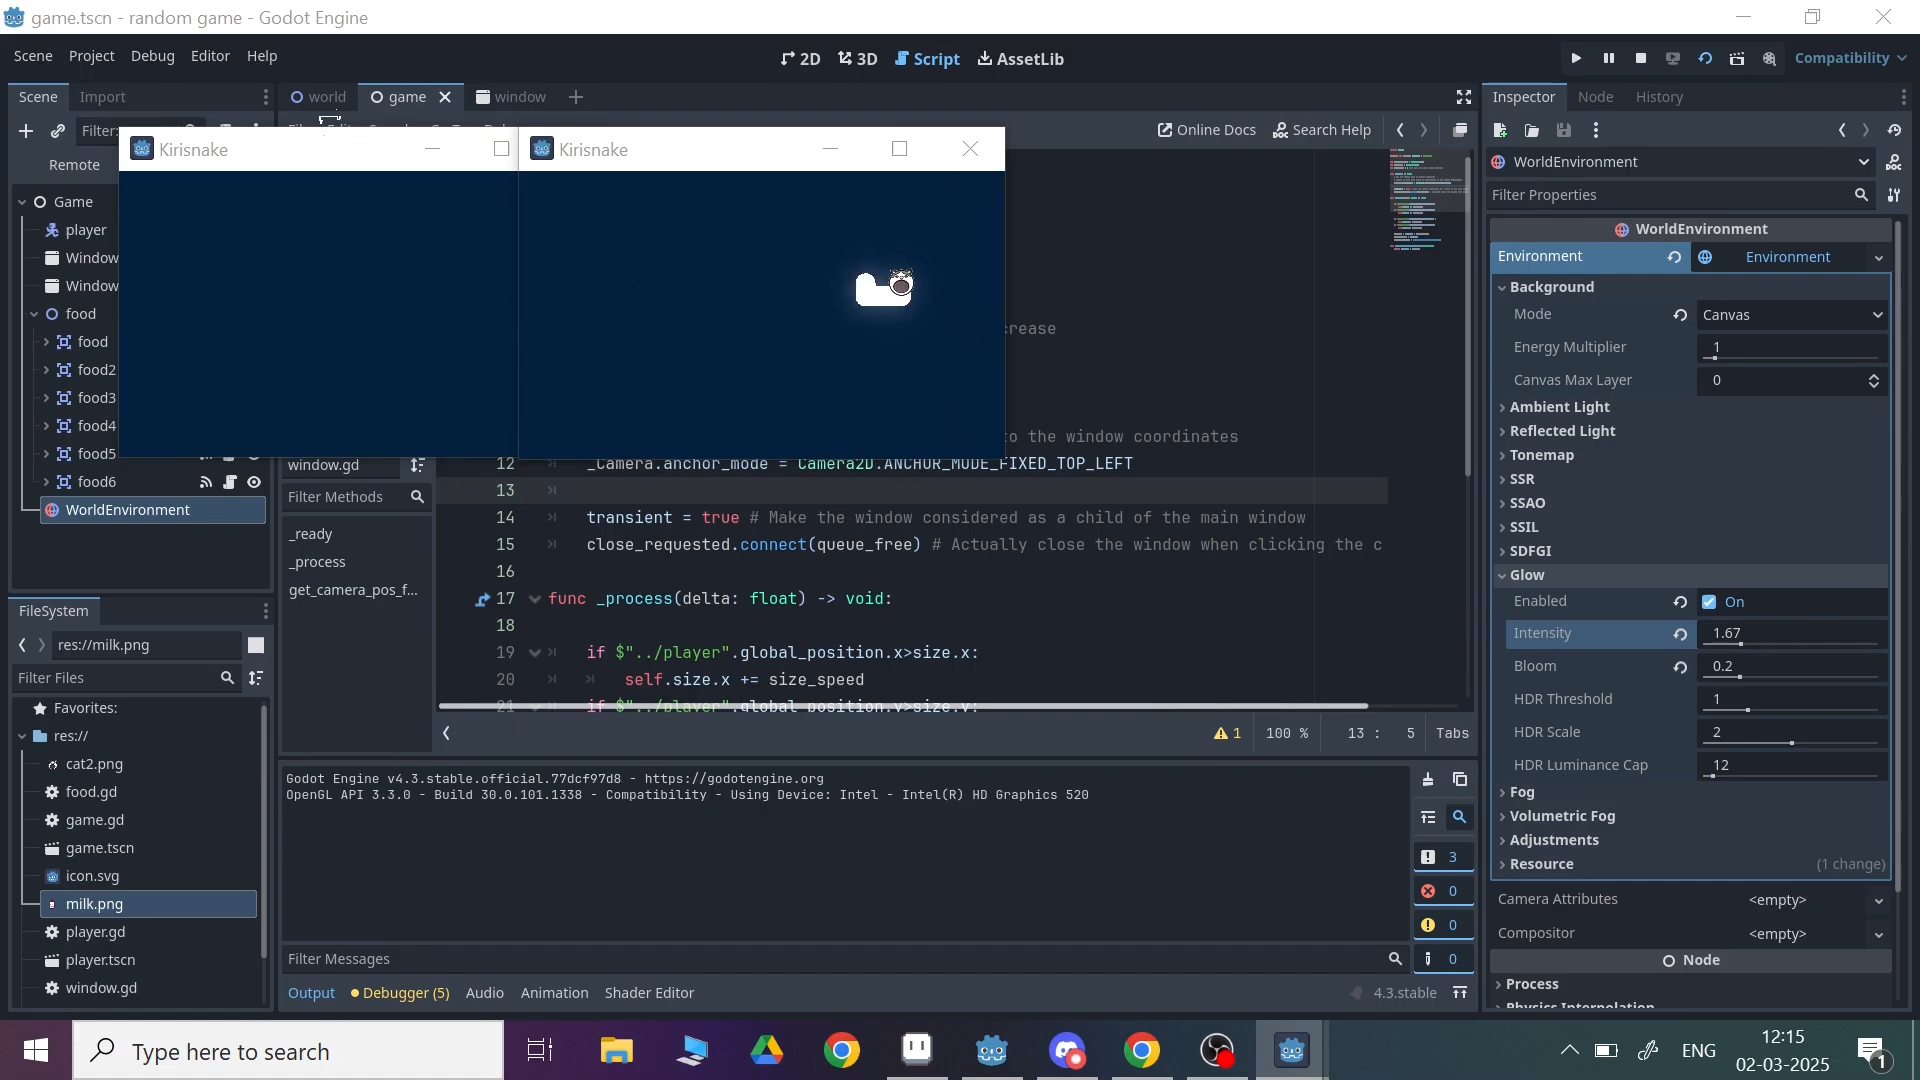 game.tscn - random game - Godot Engine
Scene Project Debug Editor Help
2D 3D Script AssetLib
Compatibility
Scene Import
world game window
Inspector Node History
Filter:
Online Docs Search Help
Remote
Kirisnake
Kirisnake
WorldEnvironment
Filter Properties
Game
player
Window
Window
food
food
food2
food3
food4
food5
food6
WorldEnvironment
crease
to the window coordinates
window.gd
Filter Methods
_ready
_process
get_camera_pos_f...
12 _Camera.anchor_mode = Camera2D.ANCHOR_MODE_FIXED_TOP_LEFT
13
14 transient = true # Make the window considered as a child of the main window
15 close_requested.connect(queue_free) # Actually close the window when clicking the c
16
17 func _process(delta: float) -> void:
18
19 if $"../player".global_position.x>size.x:
20 self.size.x += size_speed
21 if $"../player".global_position.y>size.y:
1 100 % 13 : 5 Tabs
WorldEnvironment
Environment Environment
Background
Mode Canvas
Energy Multiplier 1
Canvas Max Layer 0
Ambient Light
Reflected Light
Tonemap
SSR
SSAO
SSIL
SDFGI
Glow
Enabled On
Intensity 1.67
Bloom 0.2
HDR Threshold 1
HDR Scale 2
HDR Luminance Cap 12
Fog
Volumetric Fog
Adjustments
Resource (1 change)
Camera Attributes <empty>
Compositor <empty>
Node
Process
Physics Interpolation
FileSystem
res://milk.png
Filter Files
Favorites:
res://
cat2.png
food.gd
game.gd
game.tscn
icon.svg
milk.png
player.gd
player.tscn
window.gd
Godot Engine v4.3.stable.official.77dcf97d8 - https://godotengine.org
OpenGL API 3.3.0 - Build 30.0.101.1338 - Compatibility - Using Device: Intel - Intel(R) HD Graphics 520
3
0
0
0
Filter Messages
Output Debugger (5) Audio Animation Shader Editor
4.3.stable
Type here to search
ENG
12:15
02-03-2025
1